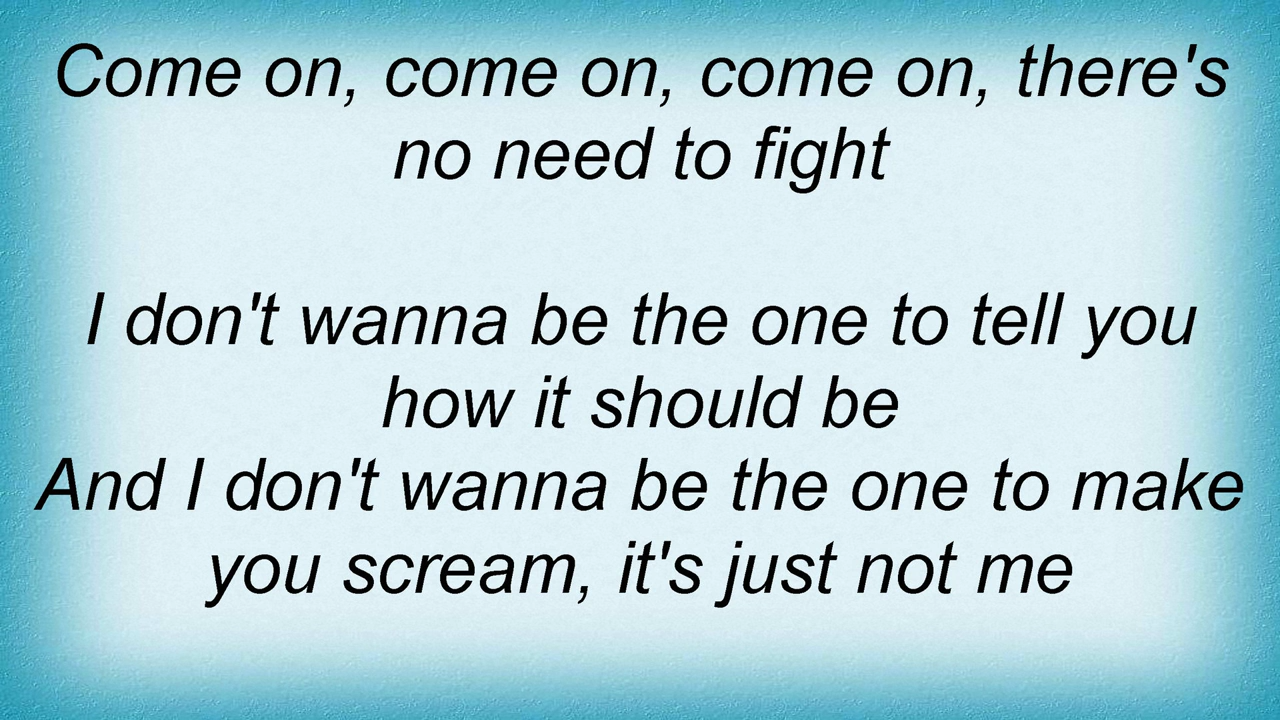 Come on, come on, come on, there's
no need to fight
I don't wanna be the one to tell you
how it should be
And I don't wanna be the one to make
you scream, it's just not me